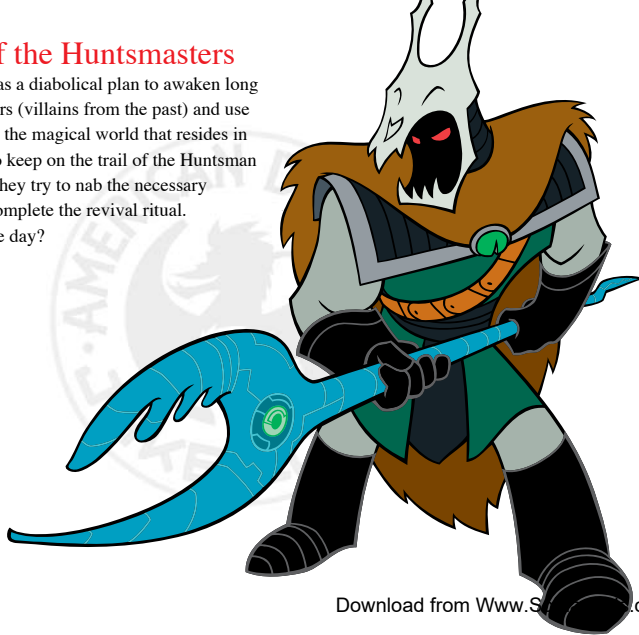 f the Huntsmasters
as a diabolical plan to awaken long
rs (villains from the past) and use
the magical world that resides in
o keep on the trail of the Huntsman
they try to nab the necessary
omplete the revival ritual.
e day?
AMERICAN D
Download from Www.S